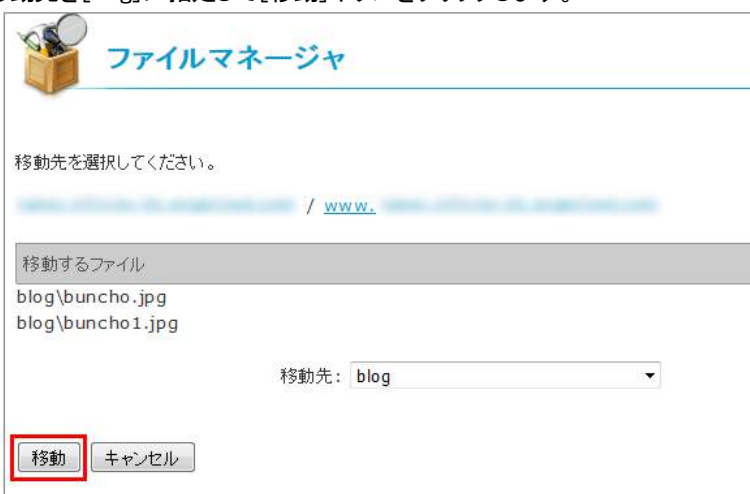 ファイルマネージャ
移動先を選択してください。
/ www.
移動するファイル
blog\buncho.jpg
blog\buncho1.jpg
移動先: blog
移動 キャンセル